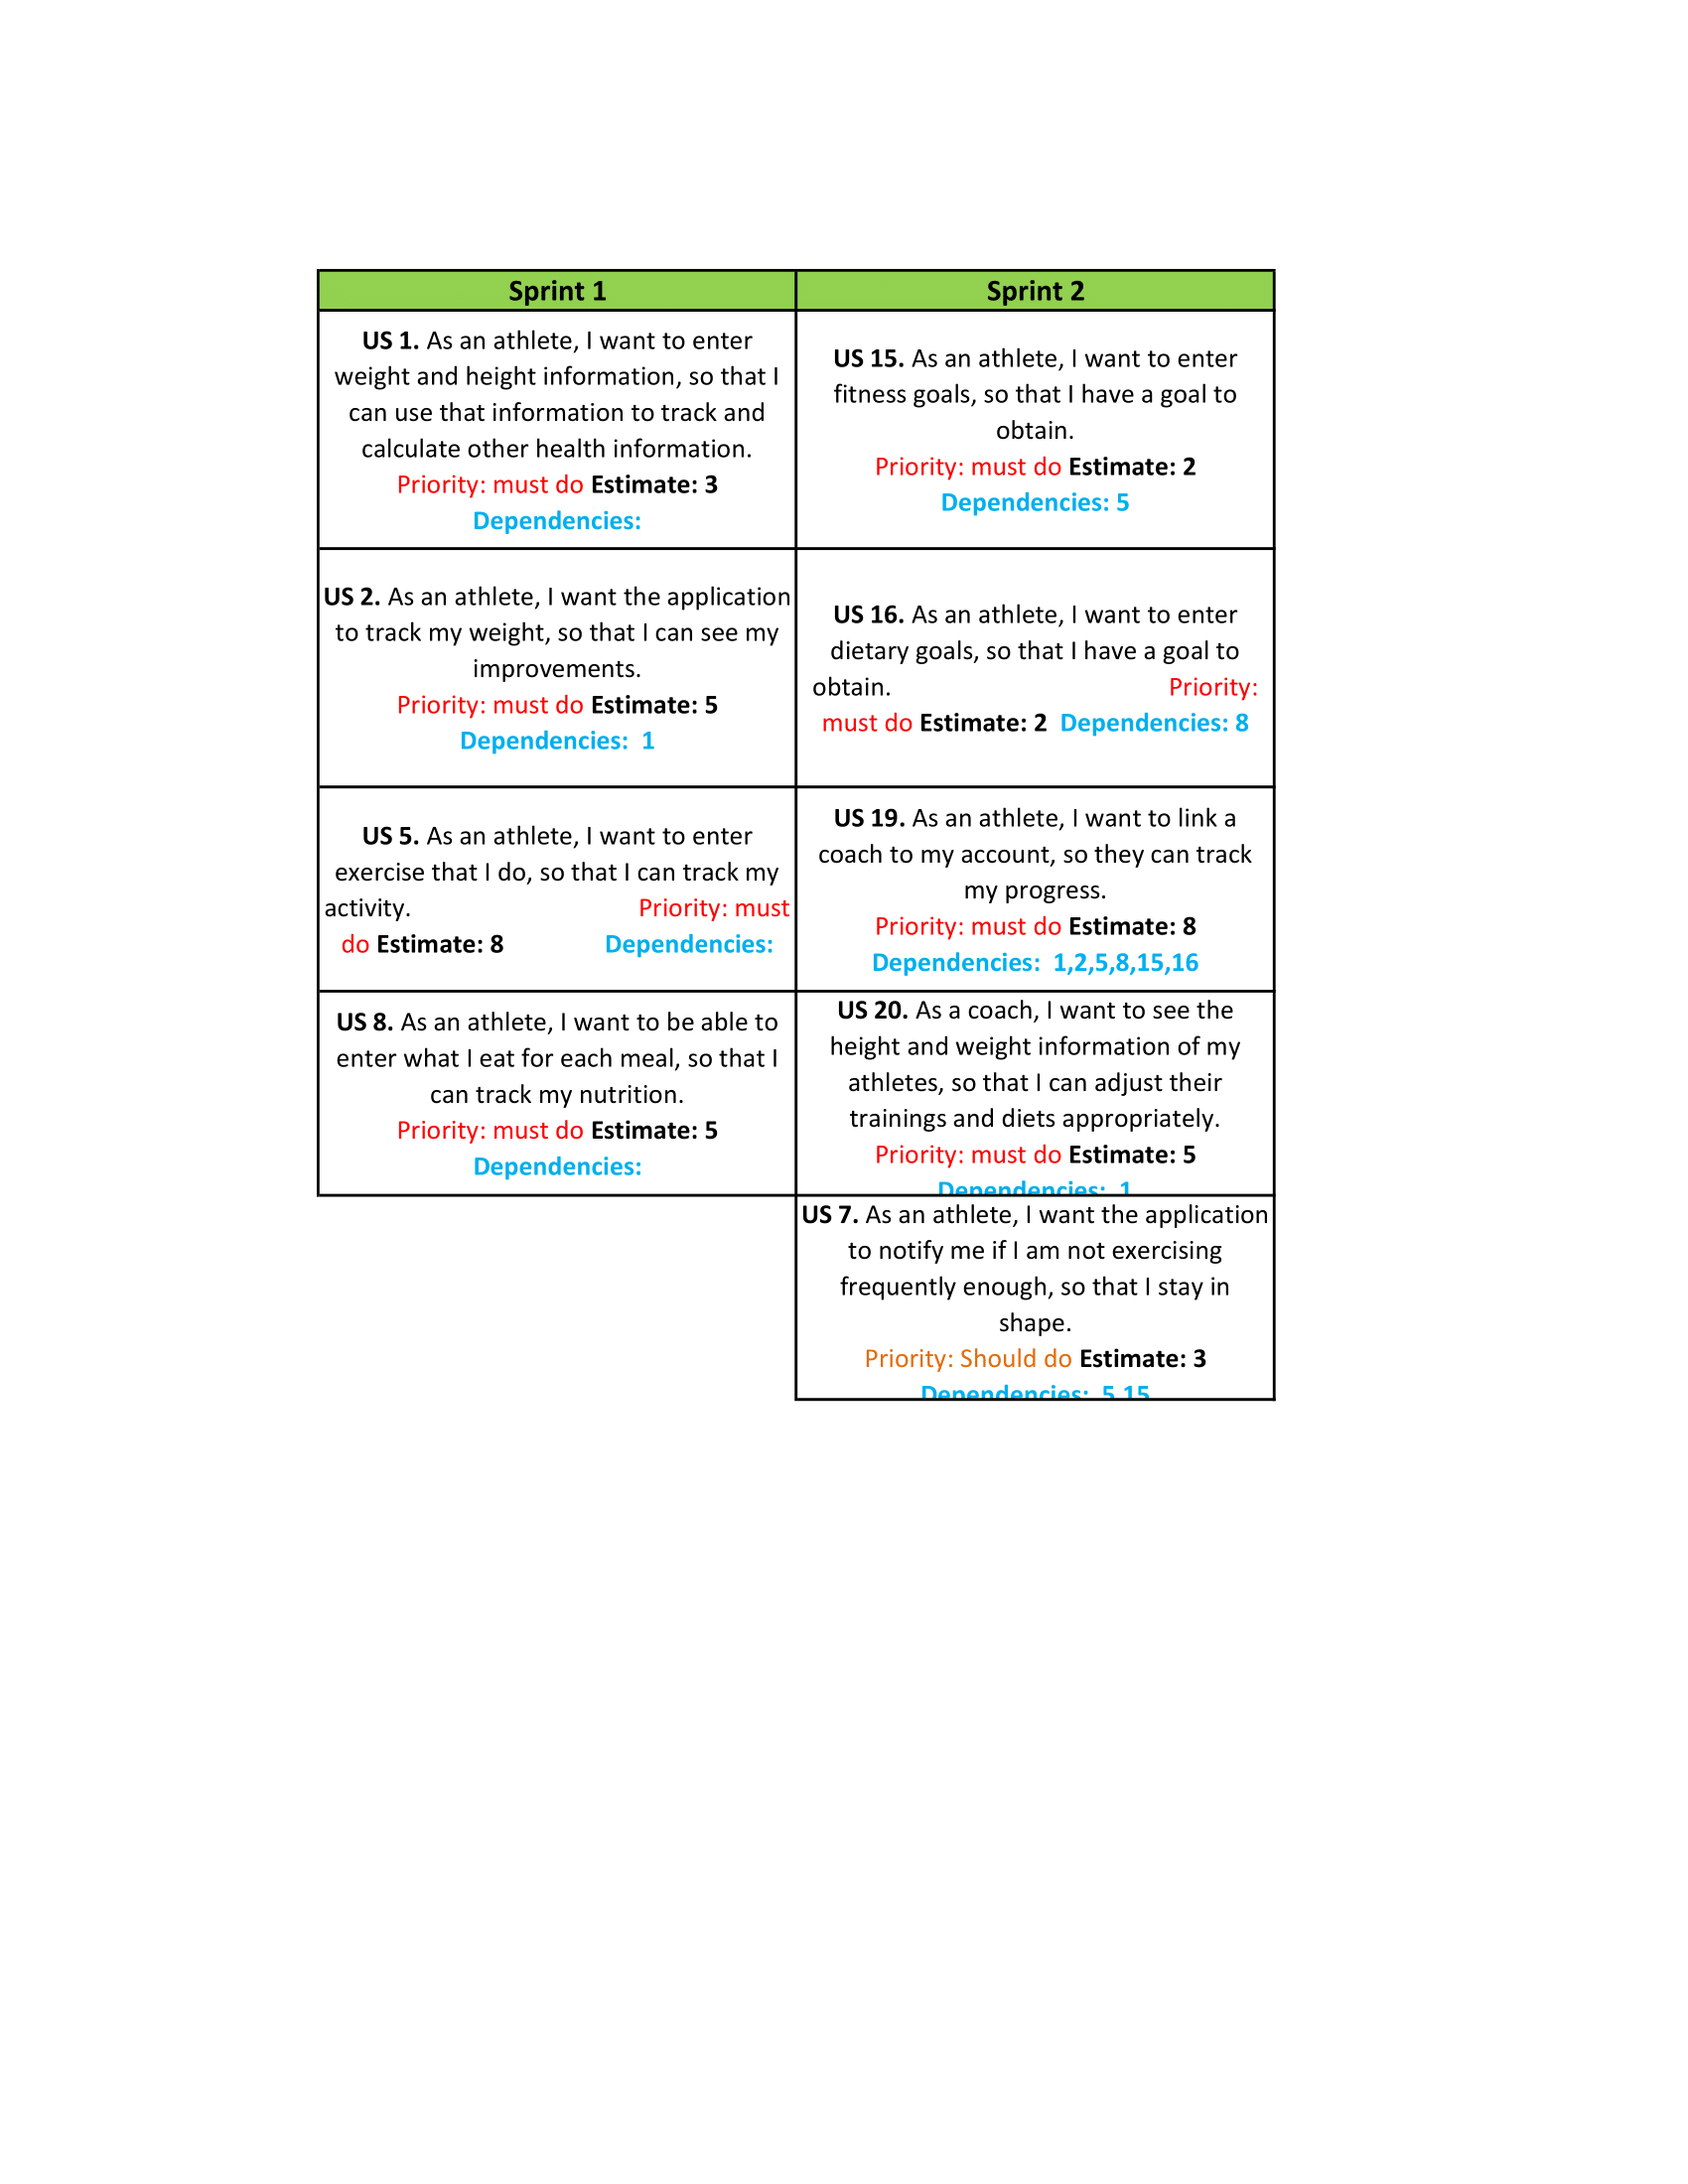 Sprint 1
US 1. As an athlete, I want to enter
weight and height information, so that I
can use that information to track and
calculate other health information.
Priority: must do Estimate: 3
Dependencies:
US 2. As an athlete, I want the application
to track my weight, so that I can see my
improvements.
Priority: must do Estimate: 5
Dependencies: 1
US 5. As an athlete, I want to enter
exercise that I do, so that I can track my
activity. Priority: must
do Estimate: 8 Dependencies:
US 8. As an athlete, I want to be able to
enter what I eat for each meal, so that I
can track my nutrition.
Priority: must do Estimate: 5
Dependencies:
Sprint 2
US 15. As an athlete, I want to enter
fitness goals, so that I have a goal to
obtain.
Priority: must do Estimate: 2
Dependencies: 5
US 16. As an athlete, I want to enter
dietary goals, so that I have a goal to
obtain. Priority:
must do Estimate: 2 Dependencies: 8
US 19. As an athlete, I want to link a
coach to my account, so they can track
my progress.
Priority: must do Estimate: 8
Dependencies: 1,2,5,8,15,16
US 20. As a coach, I want to see the
height and weight information of my
athletes, so that I can adjust their
trainings and diets appropriately.
Priority: must do Estimate: 5
Dependencies: 1
US 7. As an athlete, I want the application
to notify me if I am not exercising
frequently enough, so that I stay in
shape.
Priority: Should do Estimate: 3
Dependencies: 5,15